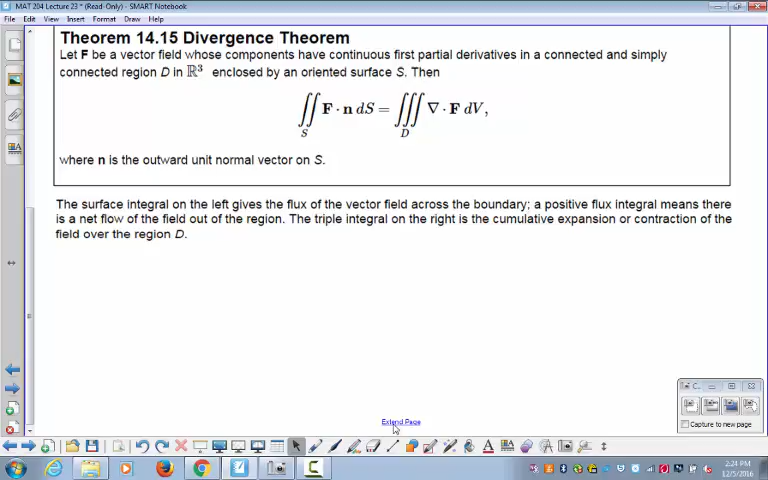 MAT 204 Lecture 23 * (Read-Only) - SMART Notebook
File Edit View Insert Format Draw Help
Theorem 14.15 Divergence Theorem
Let F be a vector field whose components have continuous first partial derivatives in a connected and simply
connected region D in ℝ³ enclosed by an oriented surface S. Then
∬_S F · n dS = ∭_D ∇ · F dV,
where n is the outward unit normal vector on S.
The surface integral on the left gives the flux of the vector field across the boundary; a positive flux integral means there
is a net flow of the field out of the region. The triple integral on the right is the cumulative expansion or contraction of the
field over the region D.
C...
Capture to new page
Extend Page
2:24 PM
12/5/2016